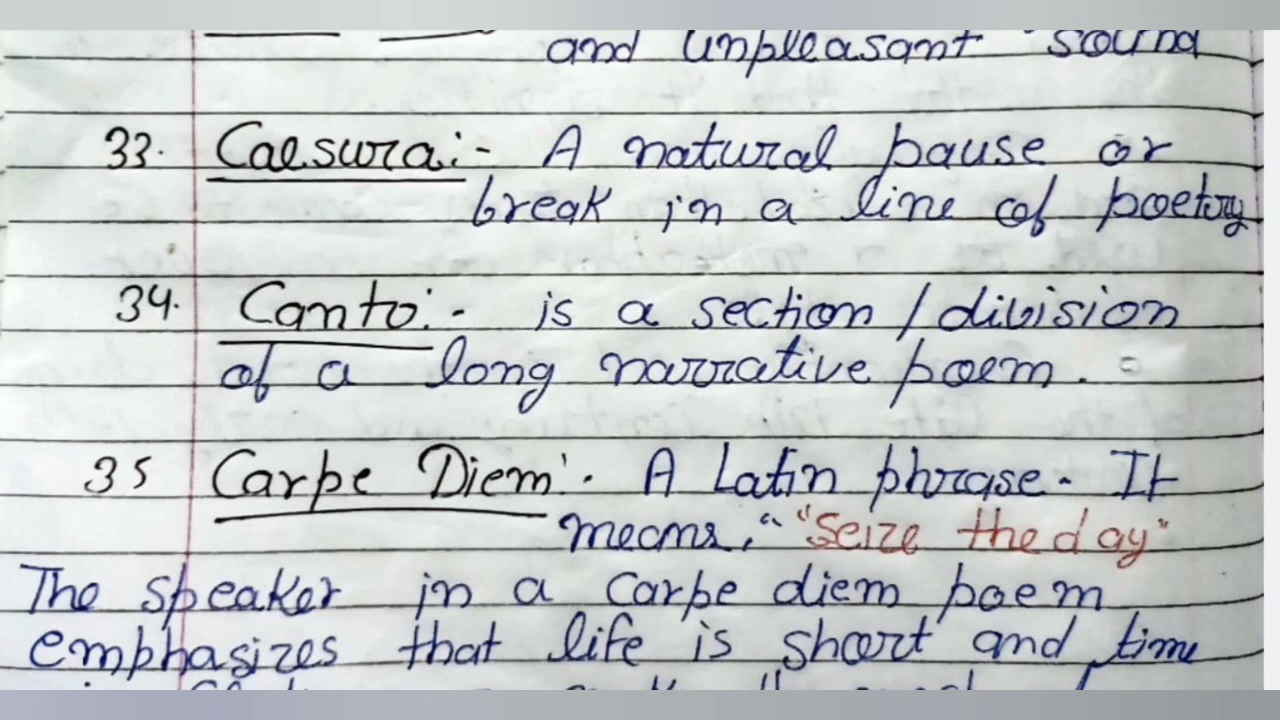 and unpleasant sound
33. Caesura:- A natural pause or
break in a line of poetry
34. Canto:- is a section / division
of a long narrative poem.
35 Carpe Diem:- A Latin phrase. It
means, "Seize the day"
The speaker in a carpe diem poem
emphasizes that life is short and time